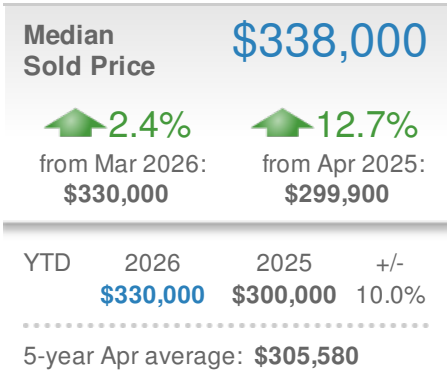 Median $338,000
Sold Price
2.4% 12.7%
from Mar 2026: from Apr 2025:
$330,000 $299,900
YTD 2026 2025 +/-
$330,000 $300,000 10.0%
5-year Apr average: $305,580